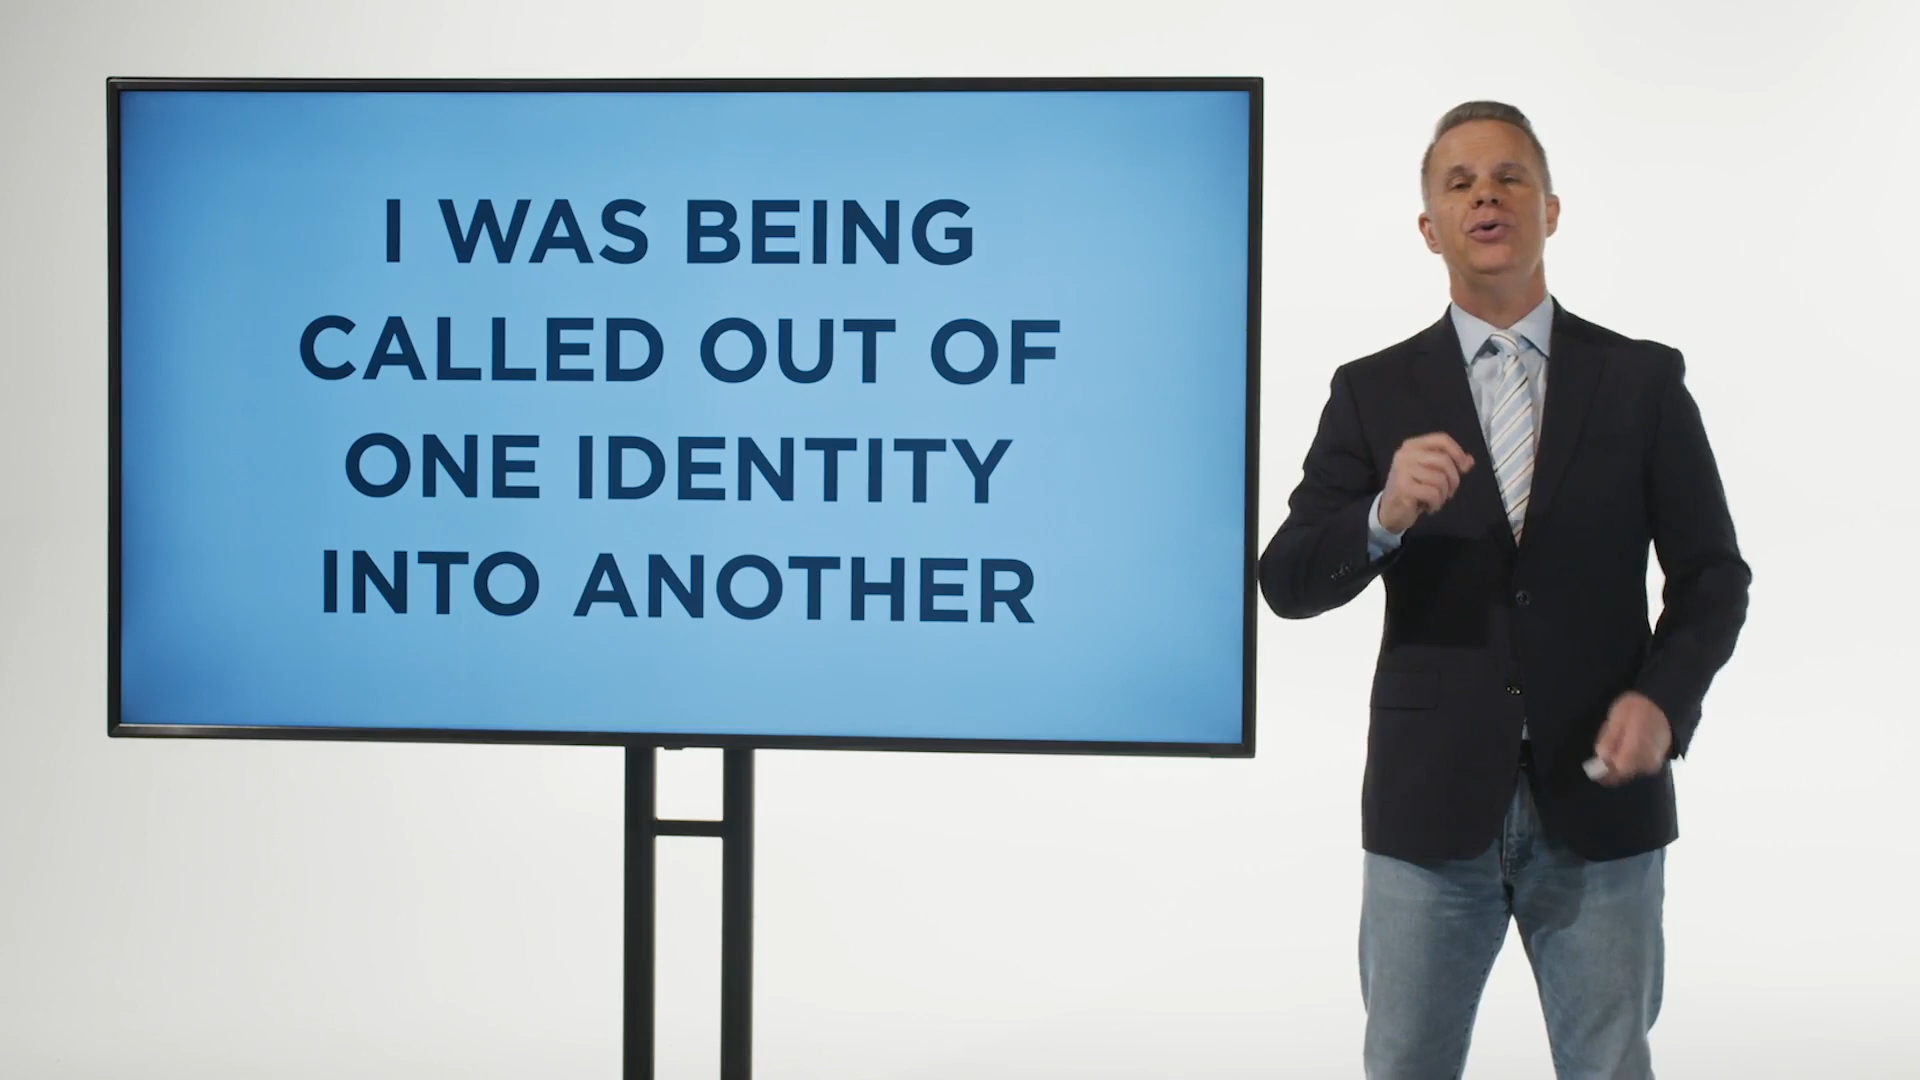 I WAS BEING
CALLED OUT OF
ONE IDENTITY
INTO ANOTHER